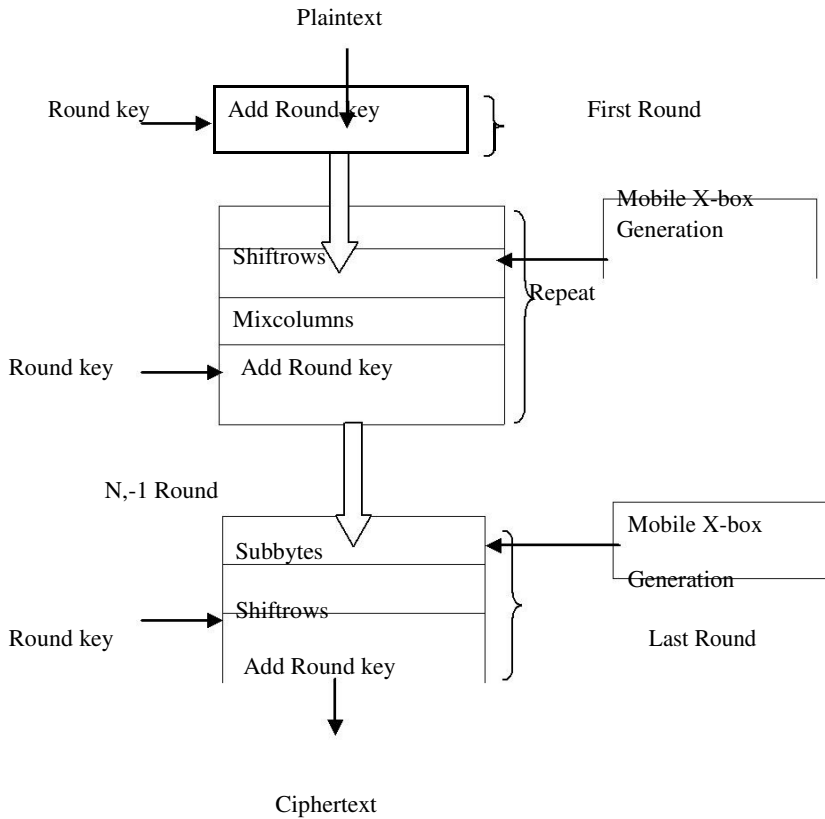 Plaintext
Round key
Add Round key
First Round
Mobile X-box
Generation
Shiftrows
Repeat
Mixcolumns
Round key
Add Round key
N,-1 Round
Mobile X-box
Subbytes
Generation
Shiftrows
Round key
Last Round
Add Round key
Ciphertext